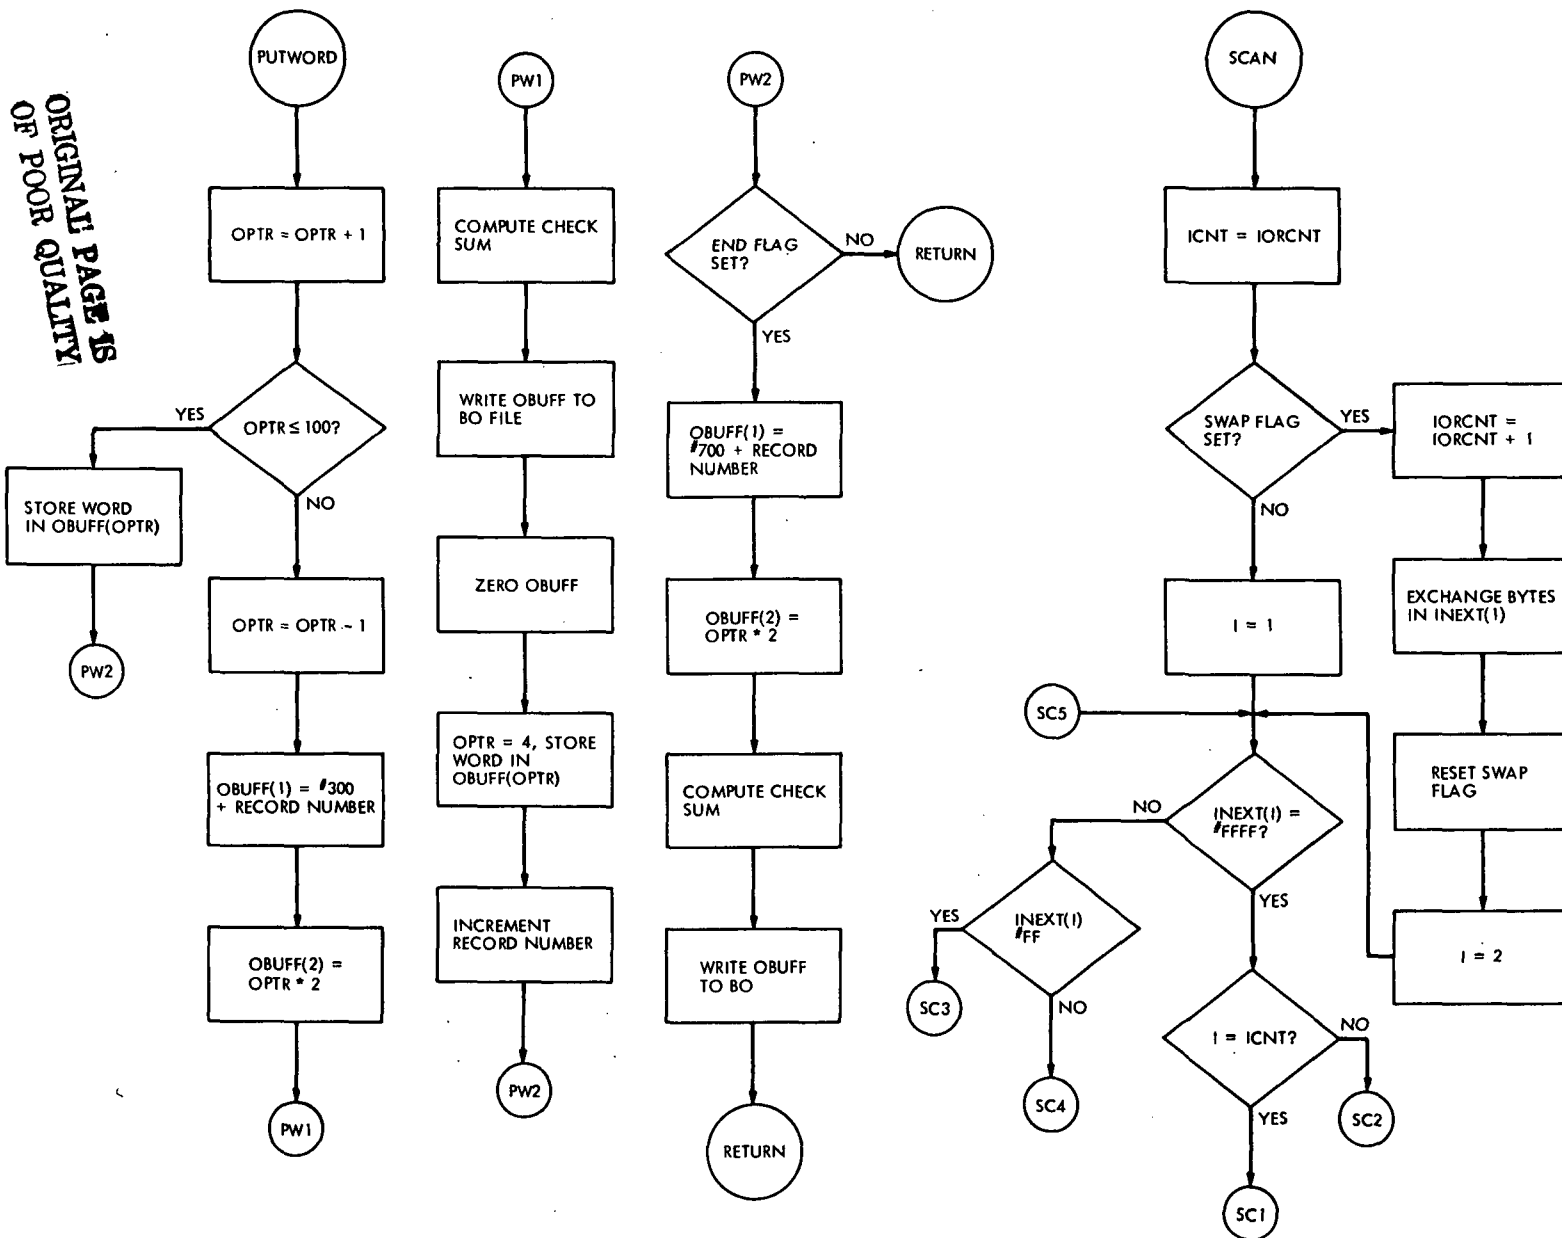 ORIGINAL PAGE IS
OF POOR QUALITY
PUTWORD
OPTR = OPTR + 1
OPTR ≤ 100?
YES
NO
STORE WORD
IN OBUFF(OPTR)
PW2
OPTR = OPTR - 1
OBUFF(1) = #300
+ RECORD NUMBER
OBUFF(2) =
OPTR * 2
PW1
PW1
COMPUTE CHECK
SUM
WRITE OBUFF TO
BO FILE
ZERO OBUFF
OPTR = 4, STORE
WORD IN
OBUFF(OPTR)
INCREMENT
RECORD NUMBER
PW2
PW2
END FLAG
SET?
NO
RETURN
YES
OBUFF(1) =
#700 + RECORD
NUMBER
OBUFF(2) =
OPTR * 2
COMPUTE CHECK
SUM
WRITE OBUFF
TO BO
RETURN
SCAN
ICNT = IORCNT
SWAP FLAG
SET?
YES
NO
IORCNT =
IORCNT + 1
EXCHANGE BYTES
IN INEXT(1)
RESET SWAP
FLAG
I = 2
I = 1
SC5
INEXT(I) =
#FFFF?
NO
YES
INEXT(I)
#FF
YES
NO
SC3
SC4
I = ICNT?
NO
YES
SC2
SC1